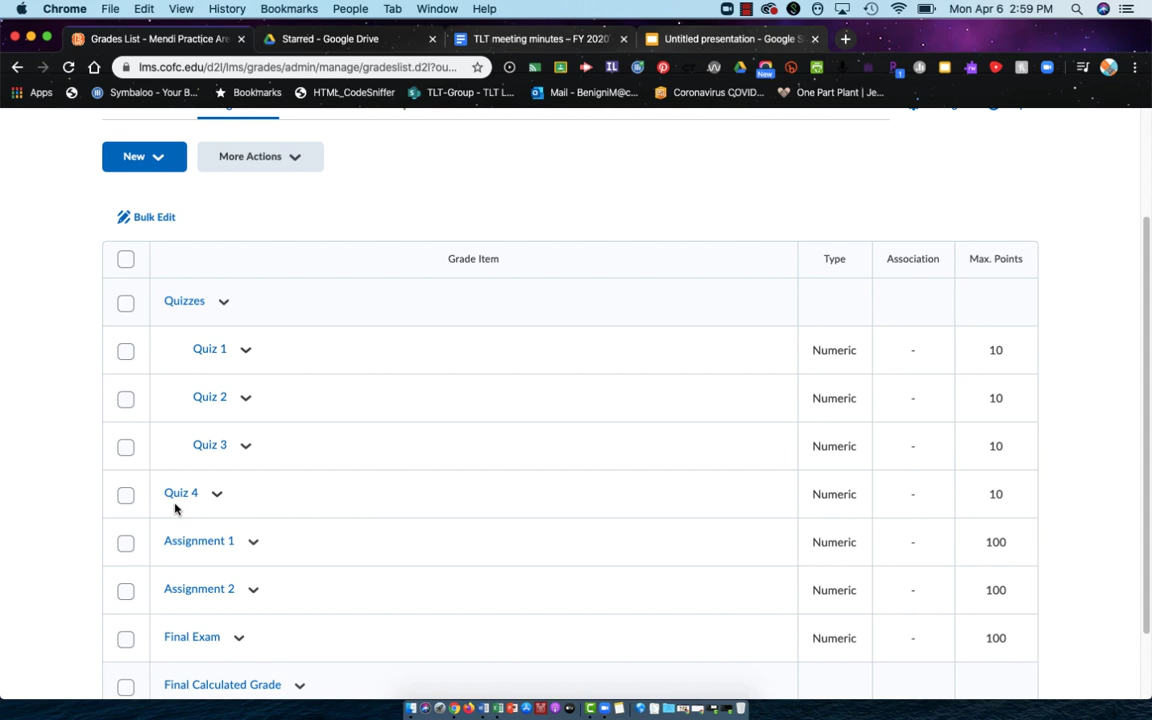 Chrome File Edit View History Bookmarks People Tab Window Help Mon Apr 6 2:59 PM
Grades List - Mendi Practice Are Starred - Google Drive TLT meeting minutes – FY 2020 Untitled presentation - Google S
lms.cofc.edu/d2l/lms/grades/admin/manage/gradeslist.d2l?ou... New 1
Apps Symbaloo - Your B... Bookmarks HTML_CodeSniffer TLT-Group - TLT L... Mail - BenigniM@c... Coronavirus COVID... One Part Plant | Je...
New More Actions
Bulk Edit
Grade Item Type Association Max. Points
Quizzes
Quiz 1 Numeric - 10
Quiz 2 Numeric - 10
Quiz 3 Numeric - 10
Quiz 4 Numeric - 10
Assignment 1 Numeric - 100
Assignment 2 Numeric - 100
Final Exam Numeric - 100
Final Calculated Grade